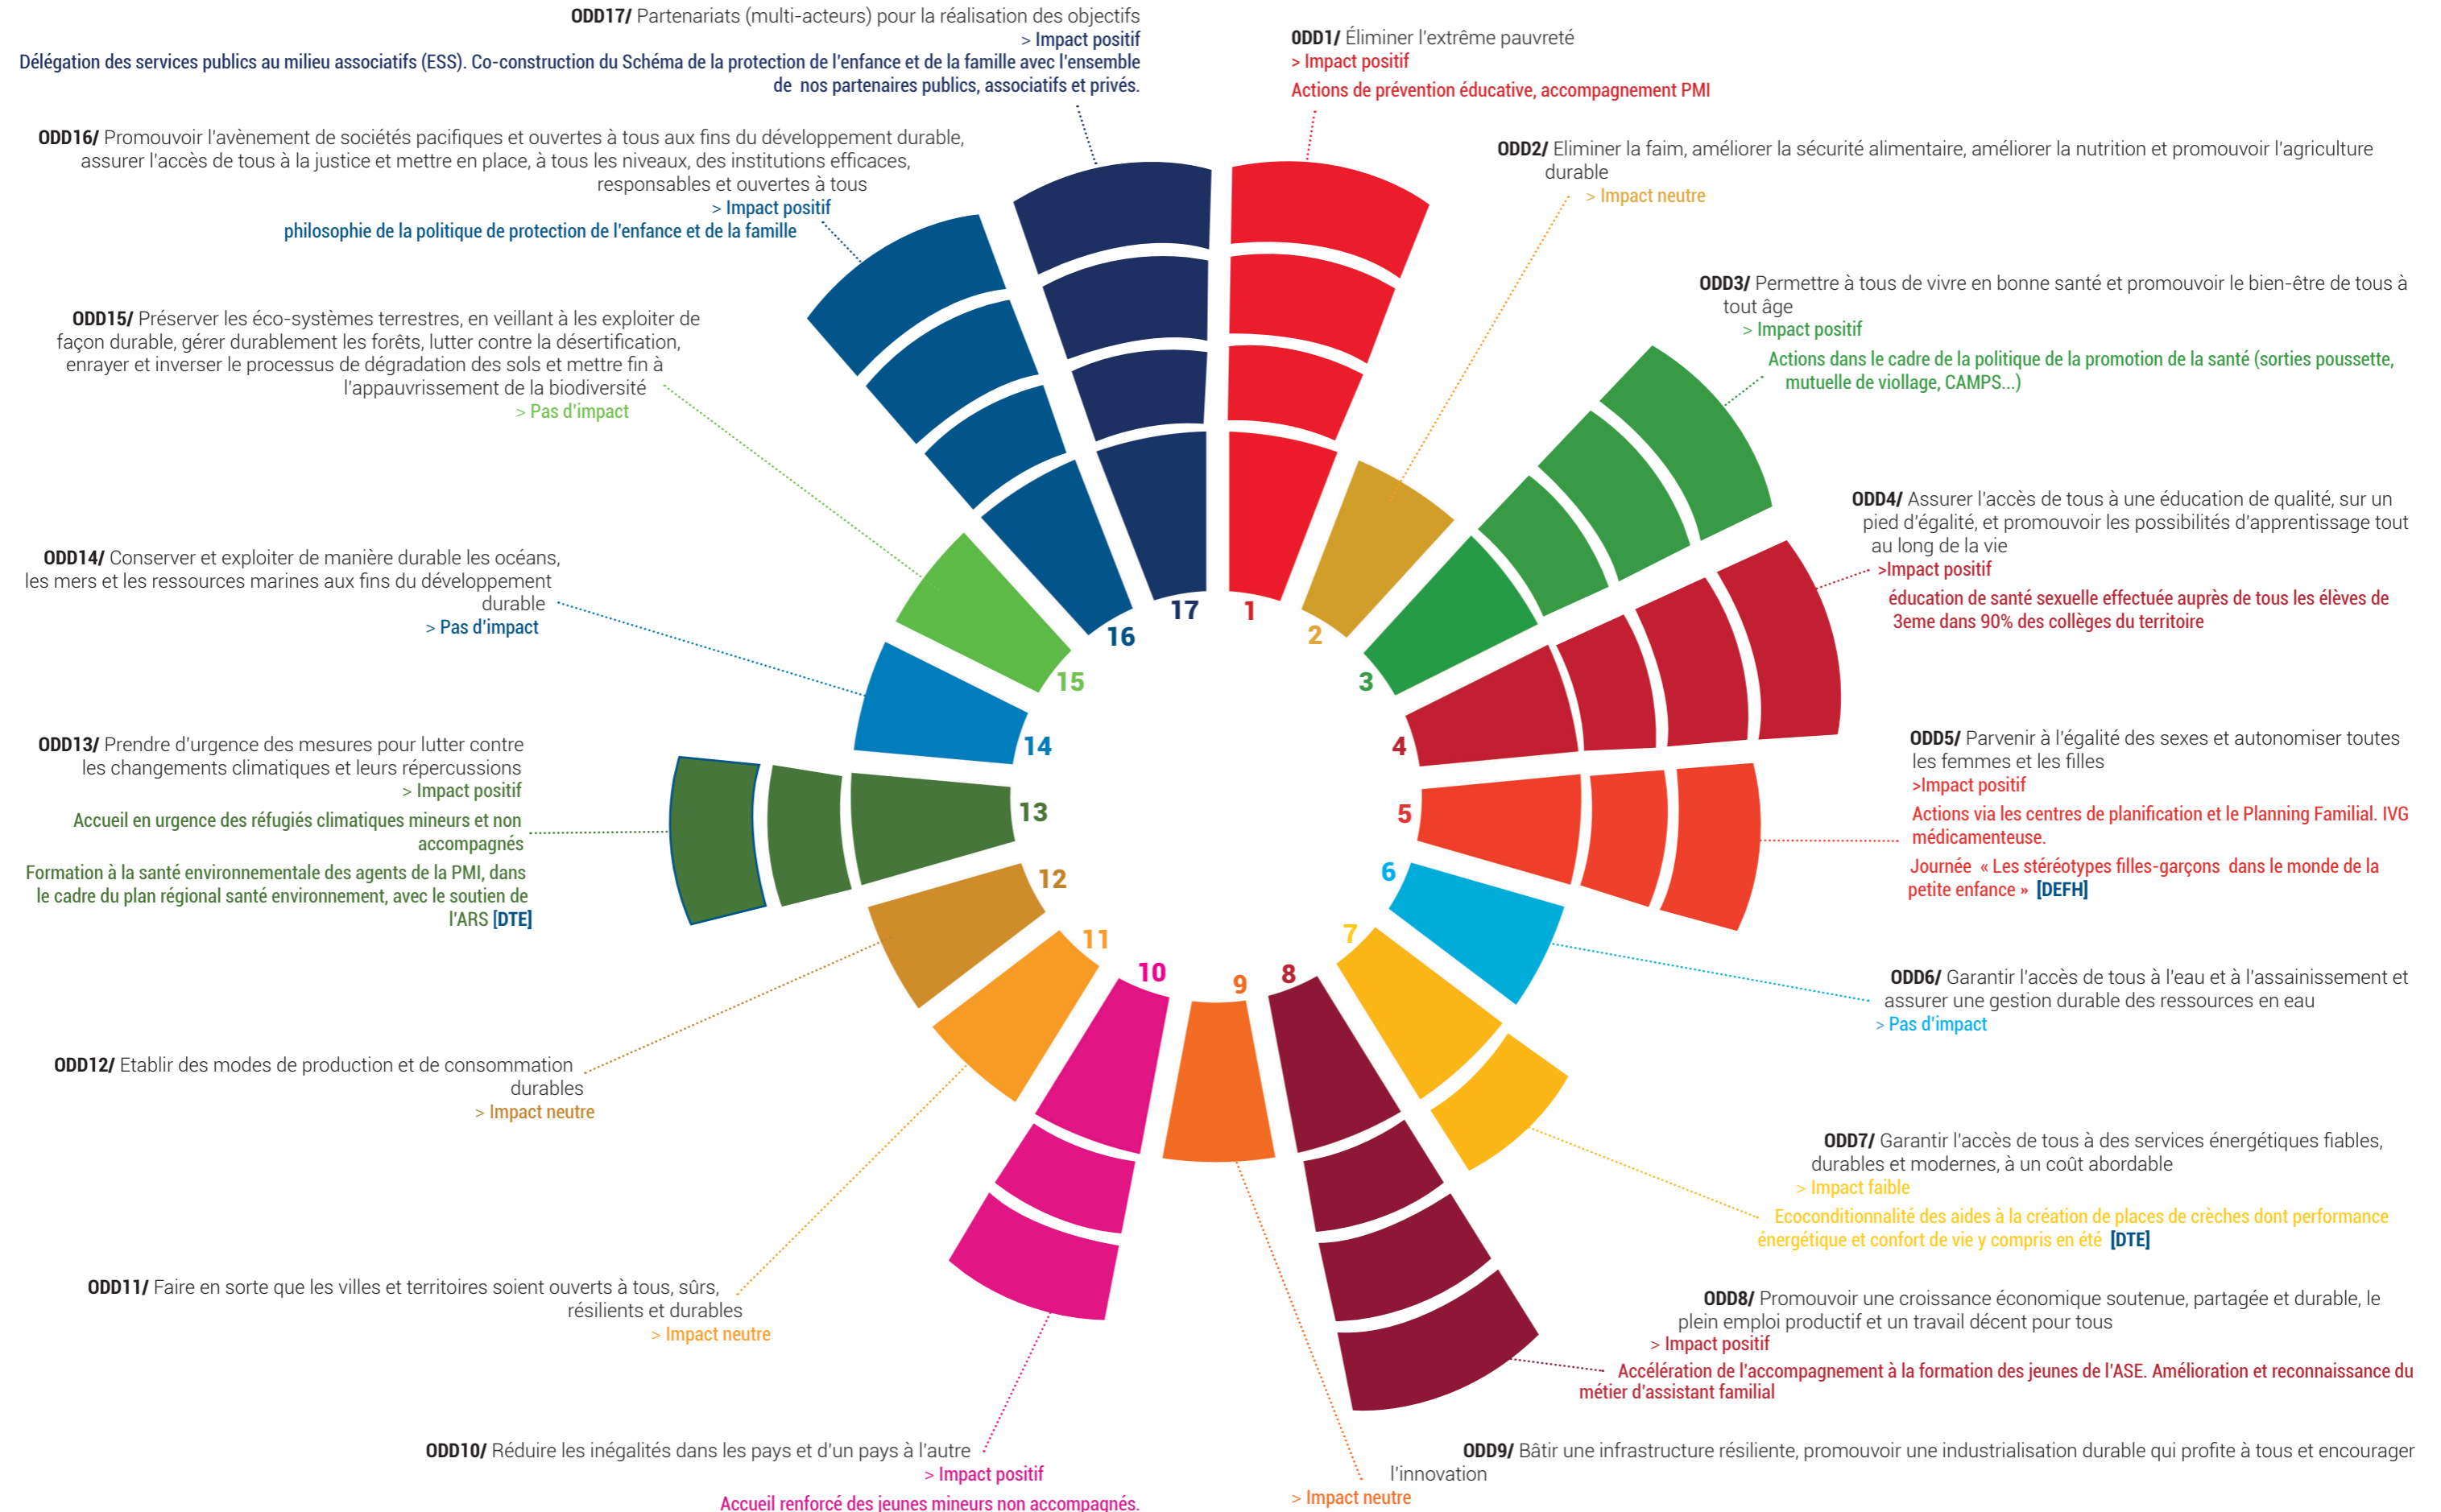 ODD17/ Partenariats (multi-acteurs) pour la réalisation des objectifs
> Impact positif
Délégation des services publics au milieu associatifs (ESS). Co-construction du Schéma de la protection de l'enfance et de la famille avec l'ensemble
de nos partenaires publics, associatifs et privés.
ODD1/ Éliminer l'extrême pauvreté
> Impact positif
Actions de prévention éducative, accompagnement PMI
ODD16/ Promouvoir l'avènement de sociétés pacifiques et ouvertes à tous aux fins du développement durable,
assurer l'accès de tous à la justice et mettre en place, à tous les niveaux, des institutions efficaces,
responsables et ouvertes à tous
> Impact positif
philosophie de la politique de protection de l'enfance et de la famille
ODD2/ Eliminer la faim, améliorer la sécurité alimentaire, améliorer la nutrition et promouvoir l'agriculture
durable
> Impact neutre
ODD3/ Permettre à tous de vivre en bonne santé et promouvoir le bien-être de tous à
tout âge
> Impact positif
Actions dans le cadre de la politique de la promotion de la santé (sorties poussette,
mutuelle de viollage, CAMPS...)
ODD15/ Préserver les éco-systèmes terrestres, en veillant à les exploiter de
façon durable, gérer durablement les forêts, lutter contre la désertification,
enrayer et inverser le processus de dégradation des sols et mettre fin à
l'appauvrissement de la biodiversité
> Pas d'impact
ODD4/ Assurer l'accès de tous à une éducation de qualité, sur un
pied d'égalité, et promouvoir les possibilités d'apprentissage tout
au long de la vie
>Impact positif
éducation de santé sexuelle effectuée auprès de tous les élèves de
3eme dans 90% des collèges du territoire
ODD14/ Conserver et exploiter de manière durable les océans,
les mers et les ressources marines aux fins du développement
durable
> Pas d'impact
ODD5/ Parvenir à l'égalité des sexes et autonomiser toutes
les femmes et les filles
>Impact positif
Actions via les centres de planification et le Planning Familial. IVG
médicamenteuse.
Journée « Les stéréotypes filles-garçons dans le monde de la
petite enfance » [DEFH]
ODD13/ Prendre d'urgence des mesures pour lutter contre
les changements climatiques et leurs répercussions
> Impact positif
Accueil en urgence des réfugiés climatiques mineurs et non
accompagnés
Formation à la santé environnementale des agents de la PMI, dans
le cadre du plan régional santé environnement, avec le soutien de
l'ARS [DTE]
17
1
16
2
15
3
14
4
13
5
12
6
11
7
10
9
8
ODD6/ Garantir l'accès de tous à l'eau et à l'assainissement et
assurer une gestion durable des ressources en eau
> Pas d'impact
ODD12/ Etablir des modes de production et de consommation
durables
> Impact neutre
ODD7/ Garantir l'accès de tous à des services énergétiques fiables,
durables et modernes, à un coût abordable
> Impact faible
Ecoconditionnalité des aides à la création de places de crèches dont performance
énergétique et confort de vie y compris en été [DTE]
ODD11/ Faire en sorte que les villes et territoires soient ouverts à tous, sûrs,
résilients et durables
> Impact neutre
ODD8/ Promouvoir une croissance économique soutenue, partagée et durable, le
plein emploi productif et un travail décent pour tous
> Impact positif
Accélération de l'accompagnement à la formation des jeunes de l'ASE. Amélioration et reconnaissance du
métier d'assistant familial
ODD10/ Réduire les inégalités dans les pays et d'un pays à l'autre
> Impact positif
Accueil renforcé des jeunes mineurs non accompagnés.
ODD9/ Bâtir une infrastructure résiliente, promouvoir une industrialisation durable qui profite à tous et encourager
l'innovation
> Impact neutre